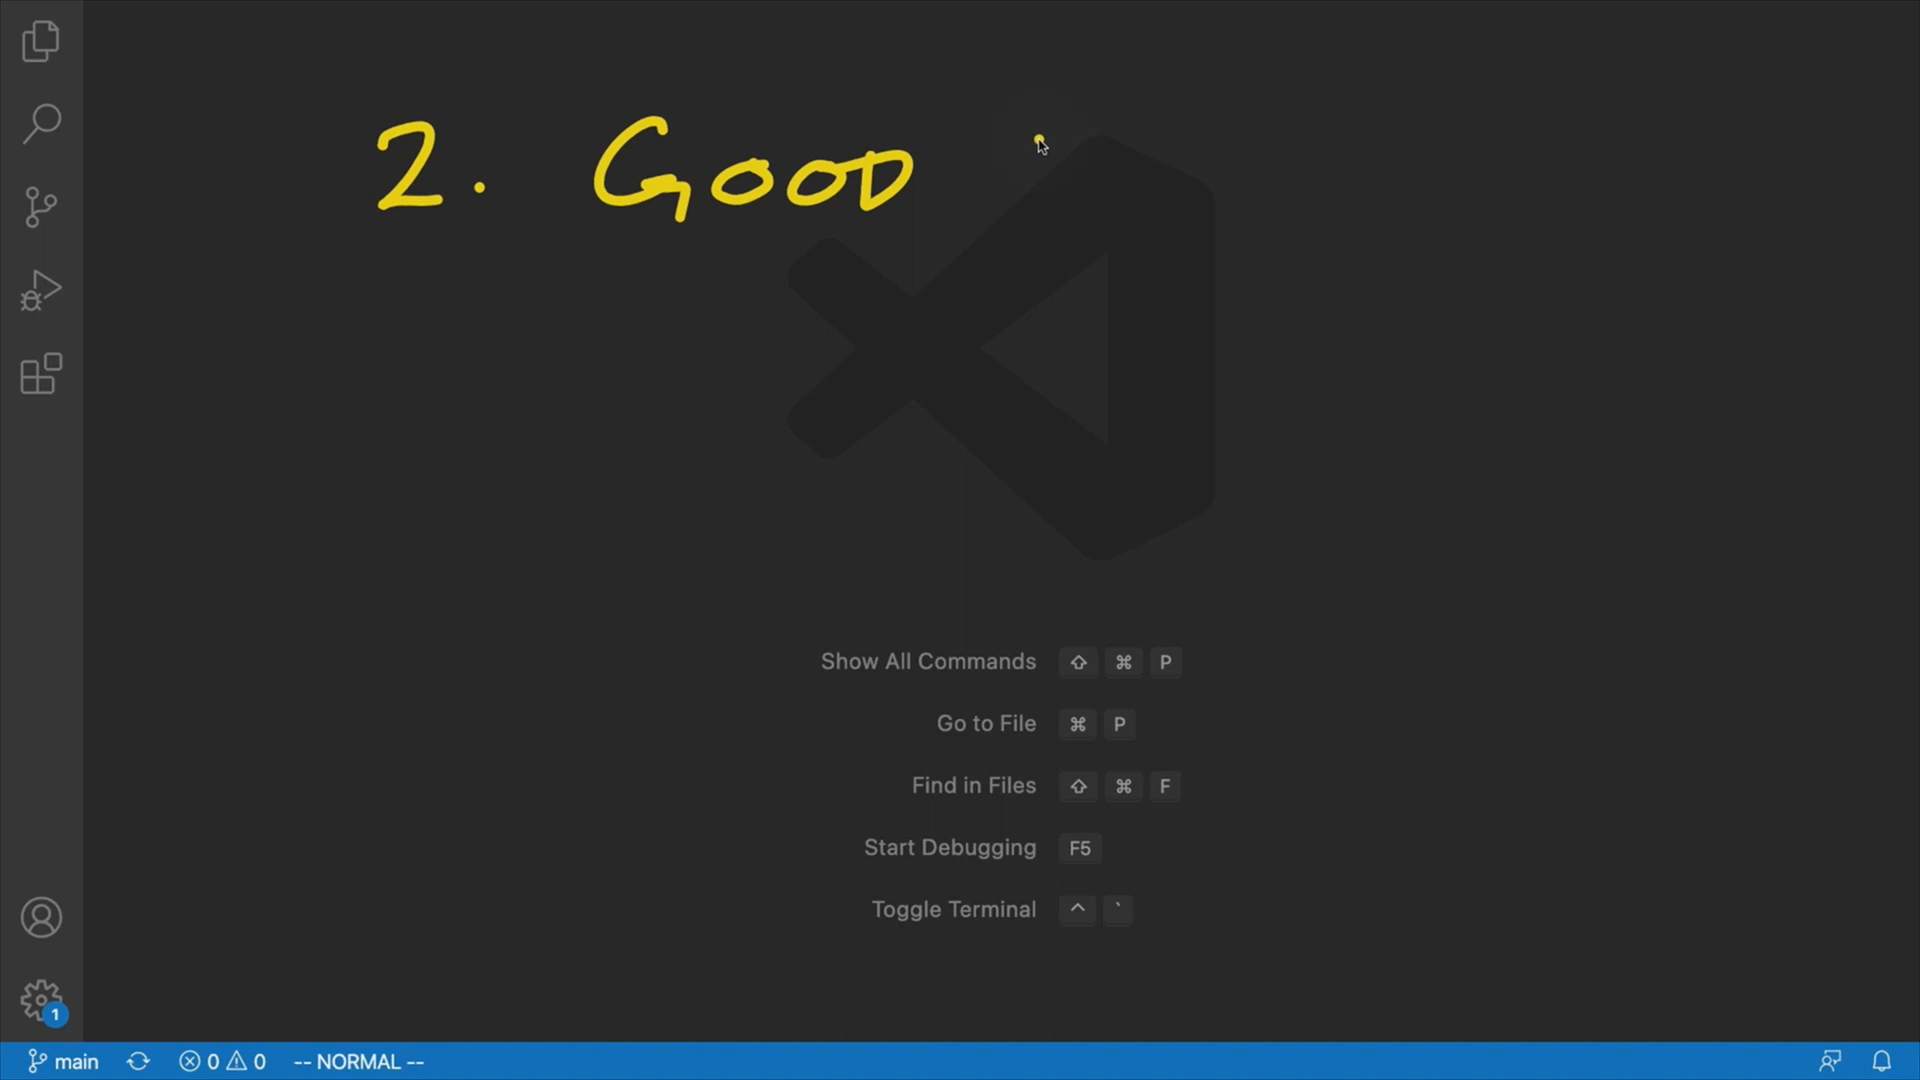 2. GOOD
Show All Commands ⇧ ⌘ P
Go to File ⌘ P
Find in Files ⇧ ⌘ F
Start Debugging F5
Toggle Terminal ^ `
1
main 0 0 -- NORMAL --